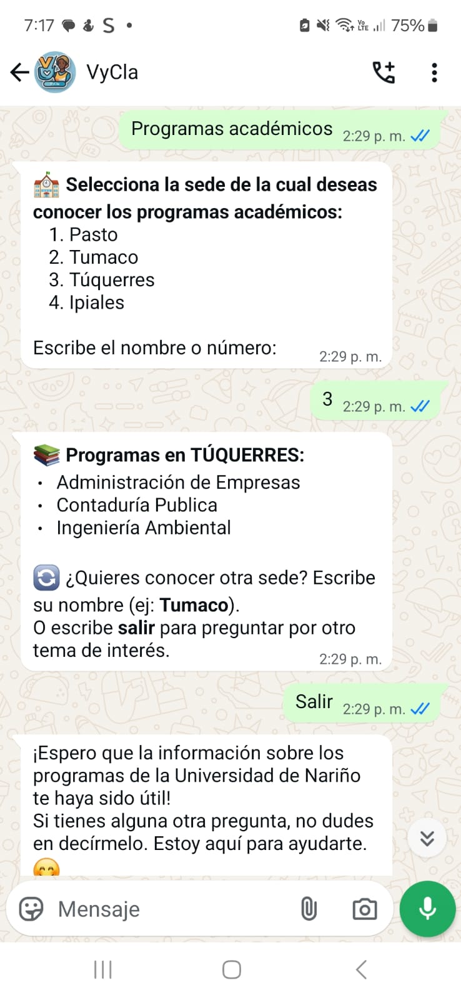 7:17 S 75%
VyCla
Programas académicos 2:29 p. m.
Selecciona la sede de la cual deseas
conocer los programas académicos:
1. Pasto
2. Tumaco
3. Túquerres
4. Ipiales
Escribe el nombre o número:
2:29 p. m.
3 2:29 p. m.
Programas en TÚQUERRES:
• Administración de Empresas
• Contaduría Publica
• Ingeniería Ambiental
¿Quieres conocer otra sede? Escribe
su nombre (ej: Tumaco).
O escribe salir para preguntar por otro
tema de interés.
2:29 p. m.
Salir 2:29 p. m.
¡Espero que la información sobre los
programas de la Universidad de Nariño
te haya sido útil!
Si tienes alguna otra pregunta, no dudes
en decírmelo. Estoy aquí para ayudarte.
Mensaje